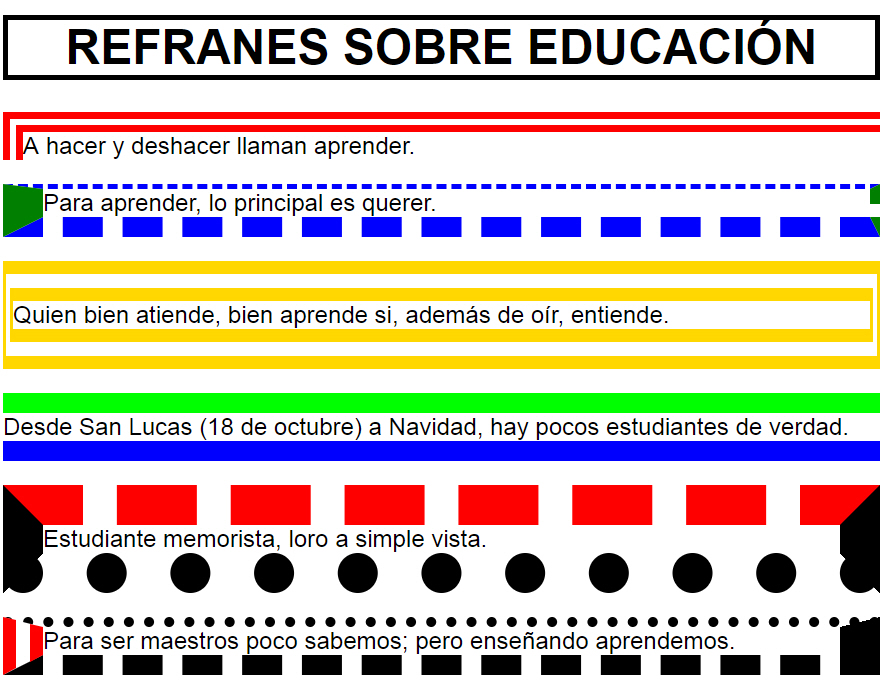 REFRANES SOBRE EDUCACIÓN
A hacer y deshacer llaman aprender.
Para aprender, lo principal es querer.
Quien bien atiende, bien aprende si, además de oír, entiende.
Desde San Lucas (18 de octubre) a Navidad, hay pocos estudiantes de verdad.
Estudiante memorista, loro a simple vista.
Para ser maestros poco sabemos; pero enseñando aprendemos.